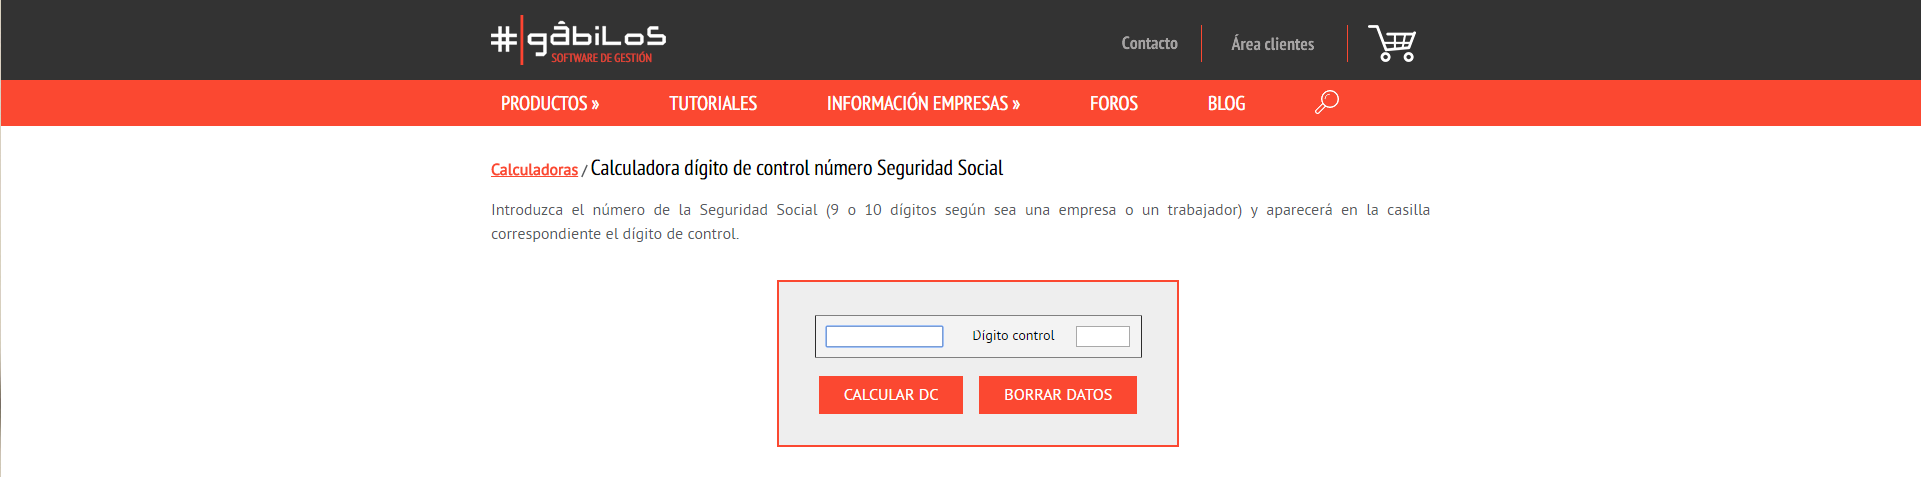 #gâbiLoS
SOFTWARE DE GESTIÓN
Contacto
Área clientes
PRODUCTOS » TUTORIALES INFORMACIÓN EMPRESAS » FOROS BLOG
Calculadoras / Calculadora dígito de control número Seguridad Social
Introduzca el número de la Seguridad Social (9 o 10 dígitos según sea una empresa o un trabajador) y aparecerá en la casilla
correspondiente el dígito de control.
Dígito control
CALCULAR DC BORRAR DATOS